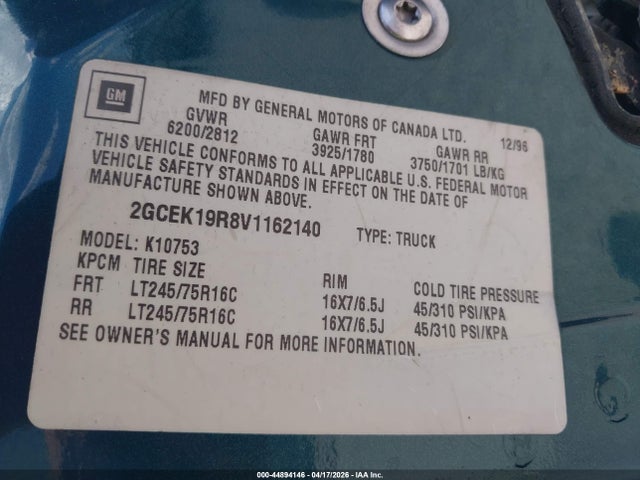 GM
MFD BY GENERAL MOTORS OF CANADA LTD. 12/96
GVWR GAWR FRT GAWR RR
6200/2812 3925/1780 3750/1701 LB/KG
THIS VEHICLE CONFORMS TO ALL APPLICABLE U.S. FEDERAL MOTOR
VEHICLE SAFETY STANDARDS IN EFFECT ON THE DATE OF
MANUFACTURE SHOWN ABOVE.
2GCEK19R8V1162140 TYPE: TRUCK
MODEL: K10753
KPCM TIRE SIZE RIM COLD TIRE PRESSURE
FRT LT245/75R16C 16X7/6.5J 45/310 PSI/KPA
RR LT245/75R16C 16X7/6.5J 45/310 PSI/KPA
SEE OWNER'S MANUAL FOR MORE INFORMATION.
000-44894146 - 04/17/2026 - IAA Inc.